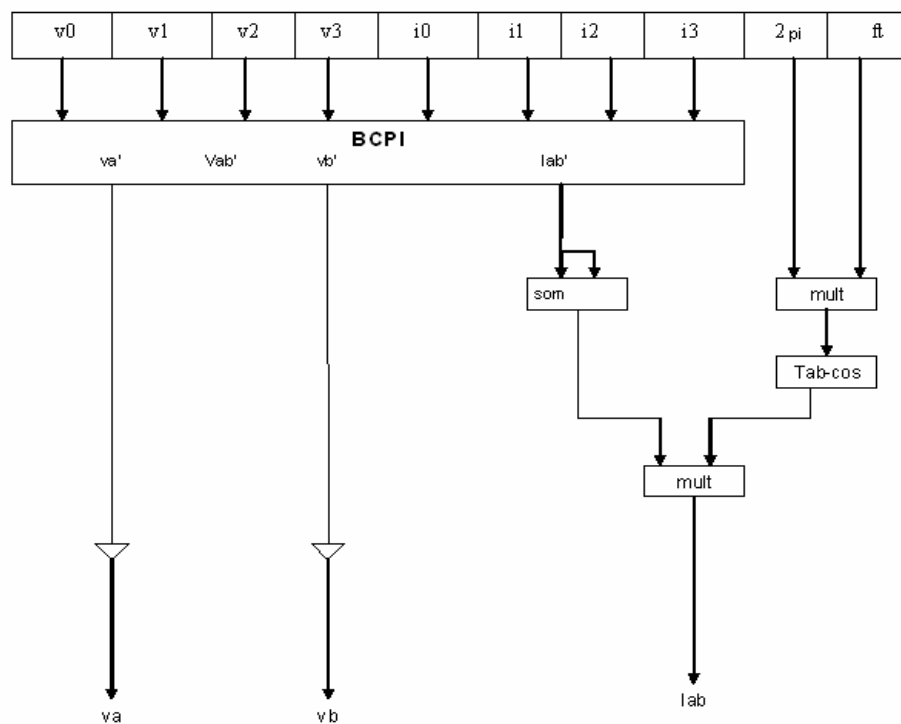 v0 v1 v2 v3 i0 i1 i2 i3 2 pi ft
BCPI
va' Vab' vb' Iab'
som mult
Tab-cos
mult
va vb Iab